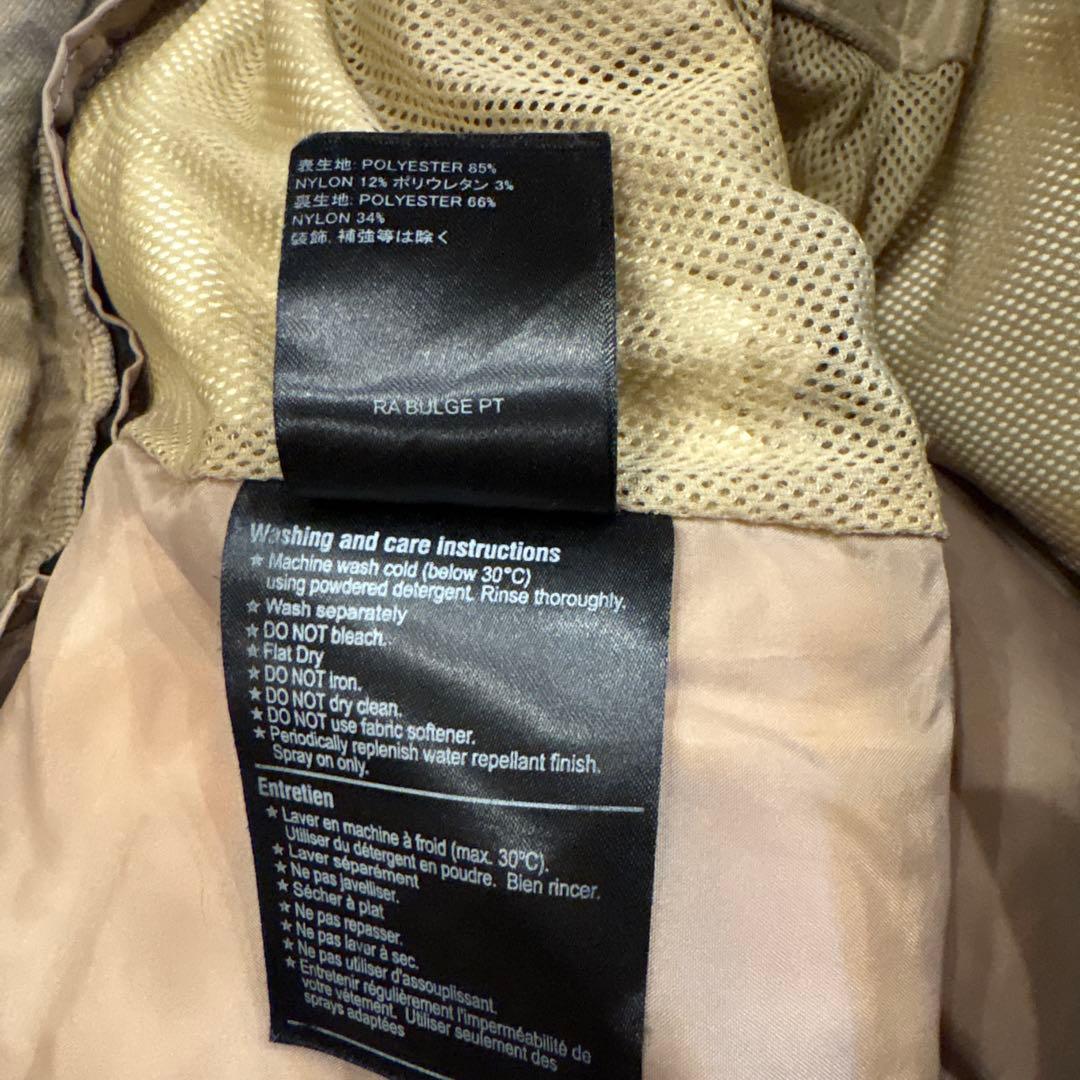 表生地: POLYESTER 85%
NYLON 12% ポリウレタン 3%
裏生地: POLYESTER 66%
NYLON 34%
装飾, 補強等は除く
RA BULGE PT
Washing and care instructions
★ Machine wash cold (below 30°C)
using powdered detergent. Rinse thoroughly.
★ Wash separately
★ DO NOT bleach.
★ Flat Dry
★ DO NOT iron.
★ DO NOT dry clean.
★ DO NOT use fabric softener.
★ Periodically replenish water repellant finish.
Spray on only.
Entretien
★ Laver en machine à froid (max. 30°C).
Utiliser du détergent en poudre. Bien rincer.
★ Laver séparément
★ Ne pas javelliser.
★ Sécher à plat
★ Ne pas repasser.
★ Ne pas lavar à sec.
★ Ne pas utiliser d'assouplissant.
★ Entretenir régulièrement l'imperméabilité de
votre vêtement. Utiliser seulement des
sprays adaptées